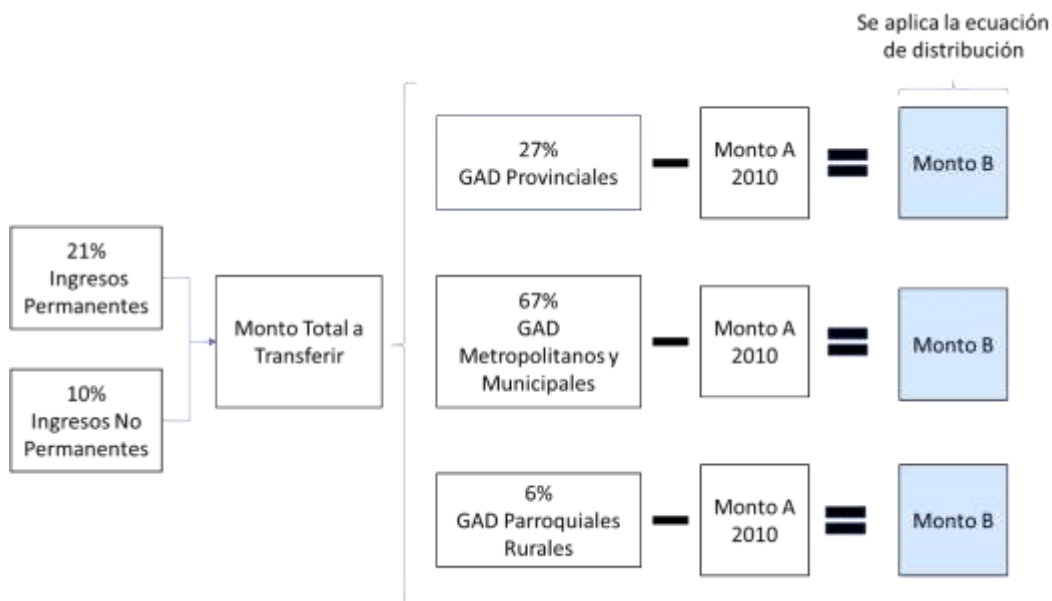 Se aplica la ecuación
de distribución
21%
Ingresos
Permanentes
10%
Ingresos No
Permanentes
Monto Total a
Transferir
27%
GAD Provinciales
Monto A
2010
Monto B
67%
GAD
Metropolitanos y
Municipales
Monto A
2010
Monto B
6%
GAD Parroquiales
Rurales
Monto A
2010
Monto B